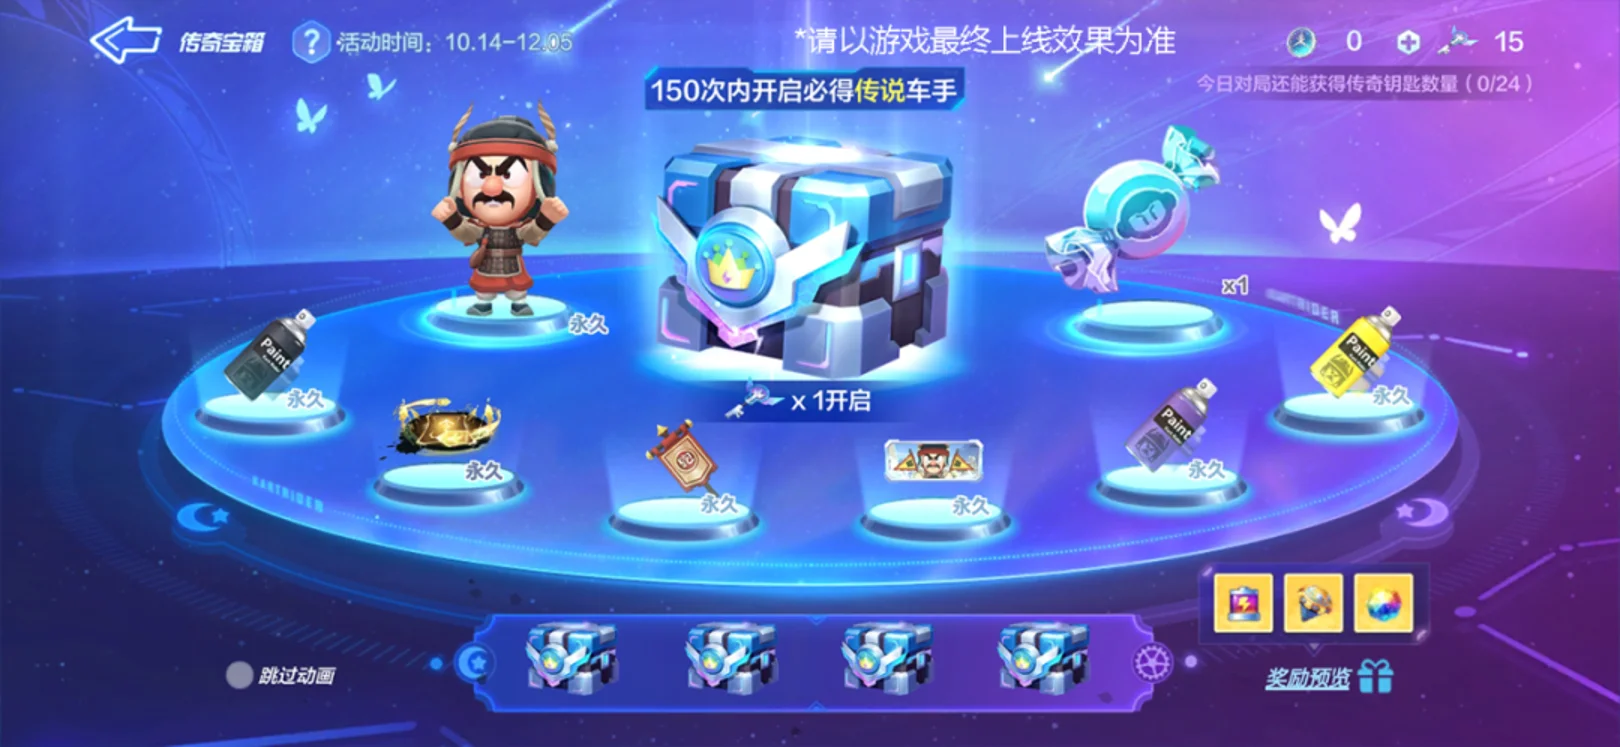 传奇宝箱
? 活动时间：10.14-12.05
*请以游戏最终上线效果为准
0
15
今日对局还能获得传奇钥匙数量（0/24）
150次内开启必得传说车手
永久
x1
Paint
永久
永久
x 1开启
永久
永久
Paint
永久
Paint
永久
KARTRIDER
跳过动画
奖励预览